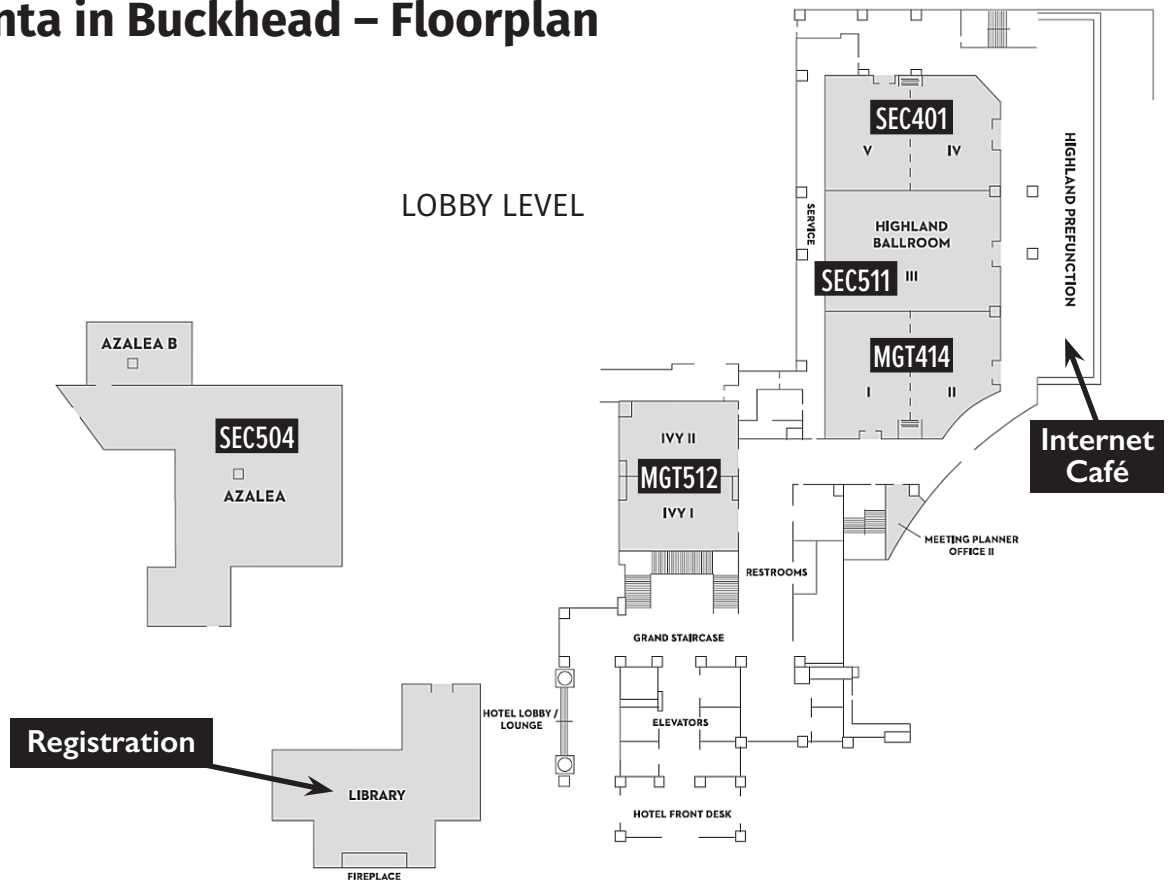 nta in Buckhead – Floorplan
LOBBY LEVEL
SEC401
V
IV
HIGHLAND PREFUNCTION
SERVICE
HIGHLAND
BALLROOM
SEC511
III
MGT414
I
II
Internet
Café
AZALEA B
SEC504
AZALEA
IVY II
MGT512
IVY I
MEETING PLANNER
OFFICE II
RESTROOMS
GRAND STAIRCASE
HOTEL LOBBY /
LOUNGE
ELEVATORS
Registration
LIBRARY
HOTEL FRONT DESK
FIREPLACE